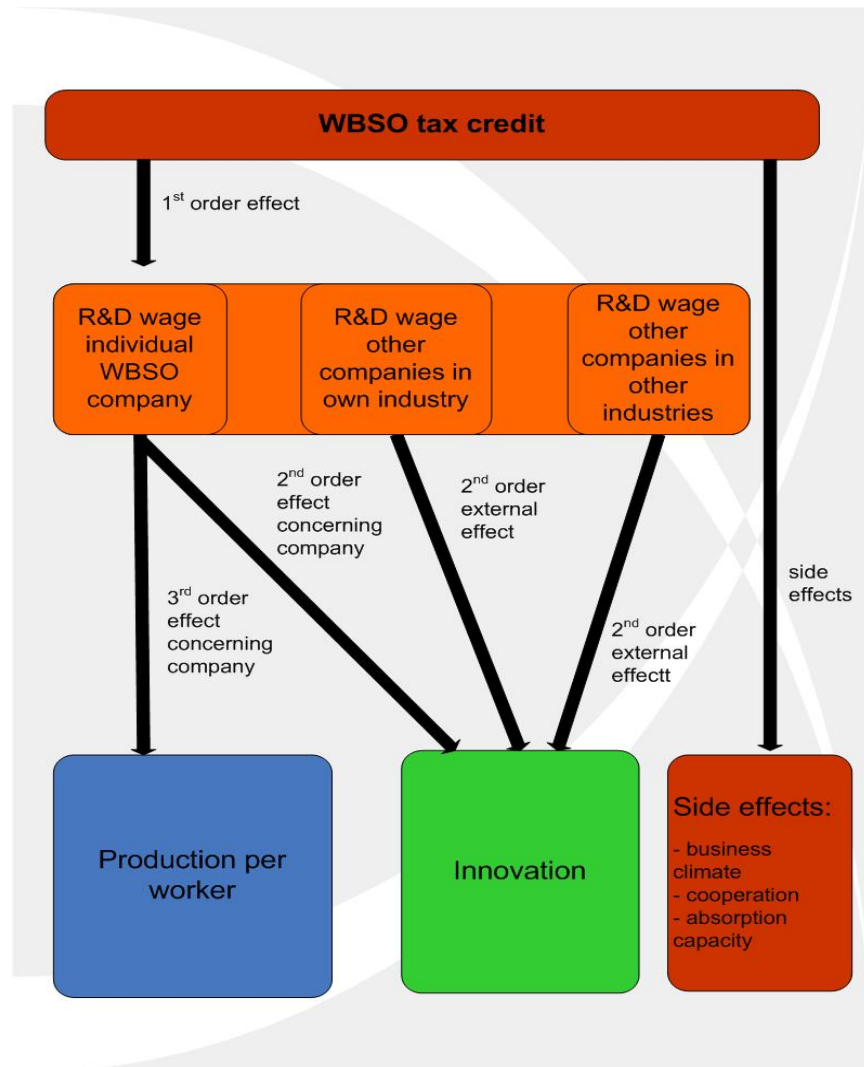 WBSO tax credit
1st order effect
R&D wage
individual
WBSO
company
R&D wage
other
companies in
own industry
R&D wage
other
companies in
other
industries
2nd order
effect
concerning
company
2nd order
external
effect
side
effects
3rd order
effect
concerning
company
2nd order
external
effectt
Production per
worker
Innovation
Side effects:
- business
climate
- cooperation
- absorption
capacity